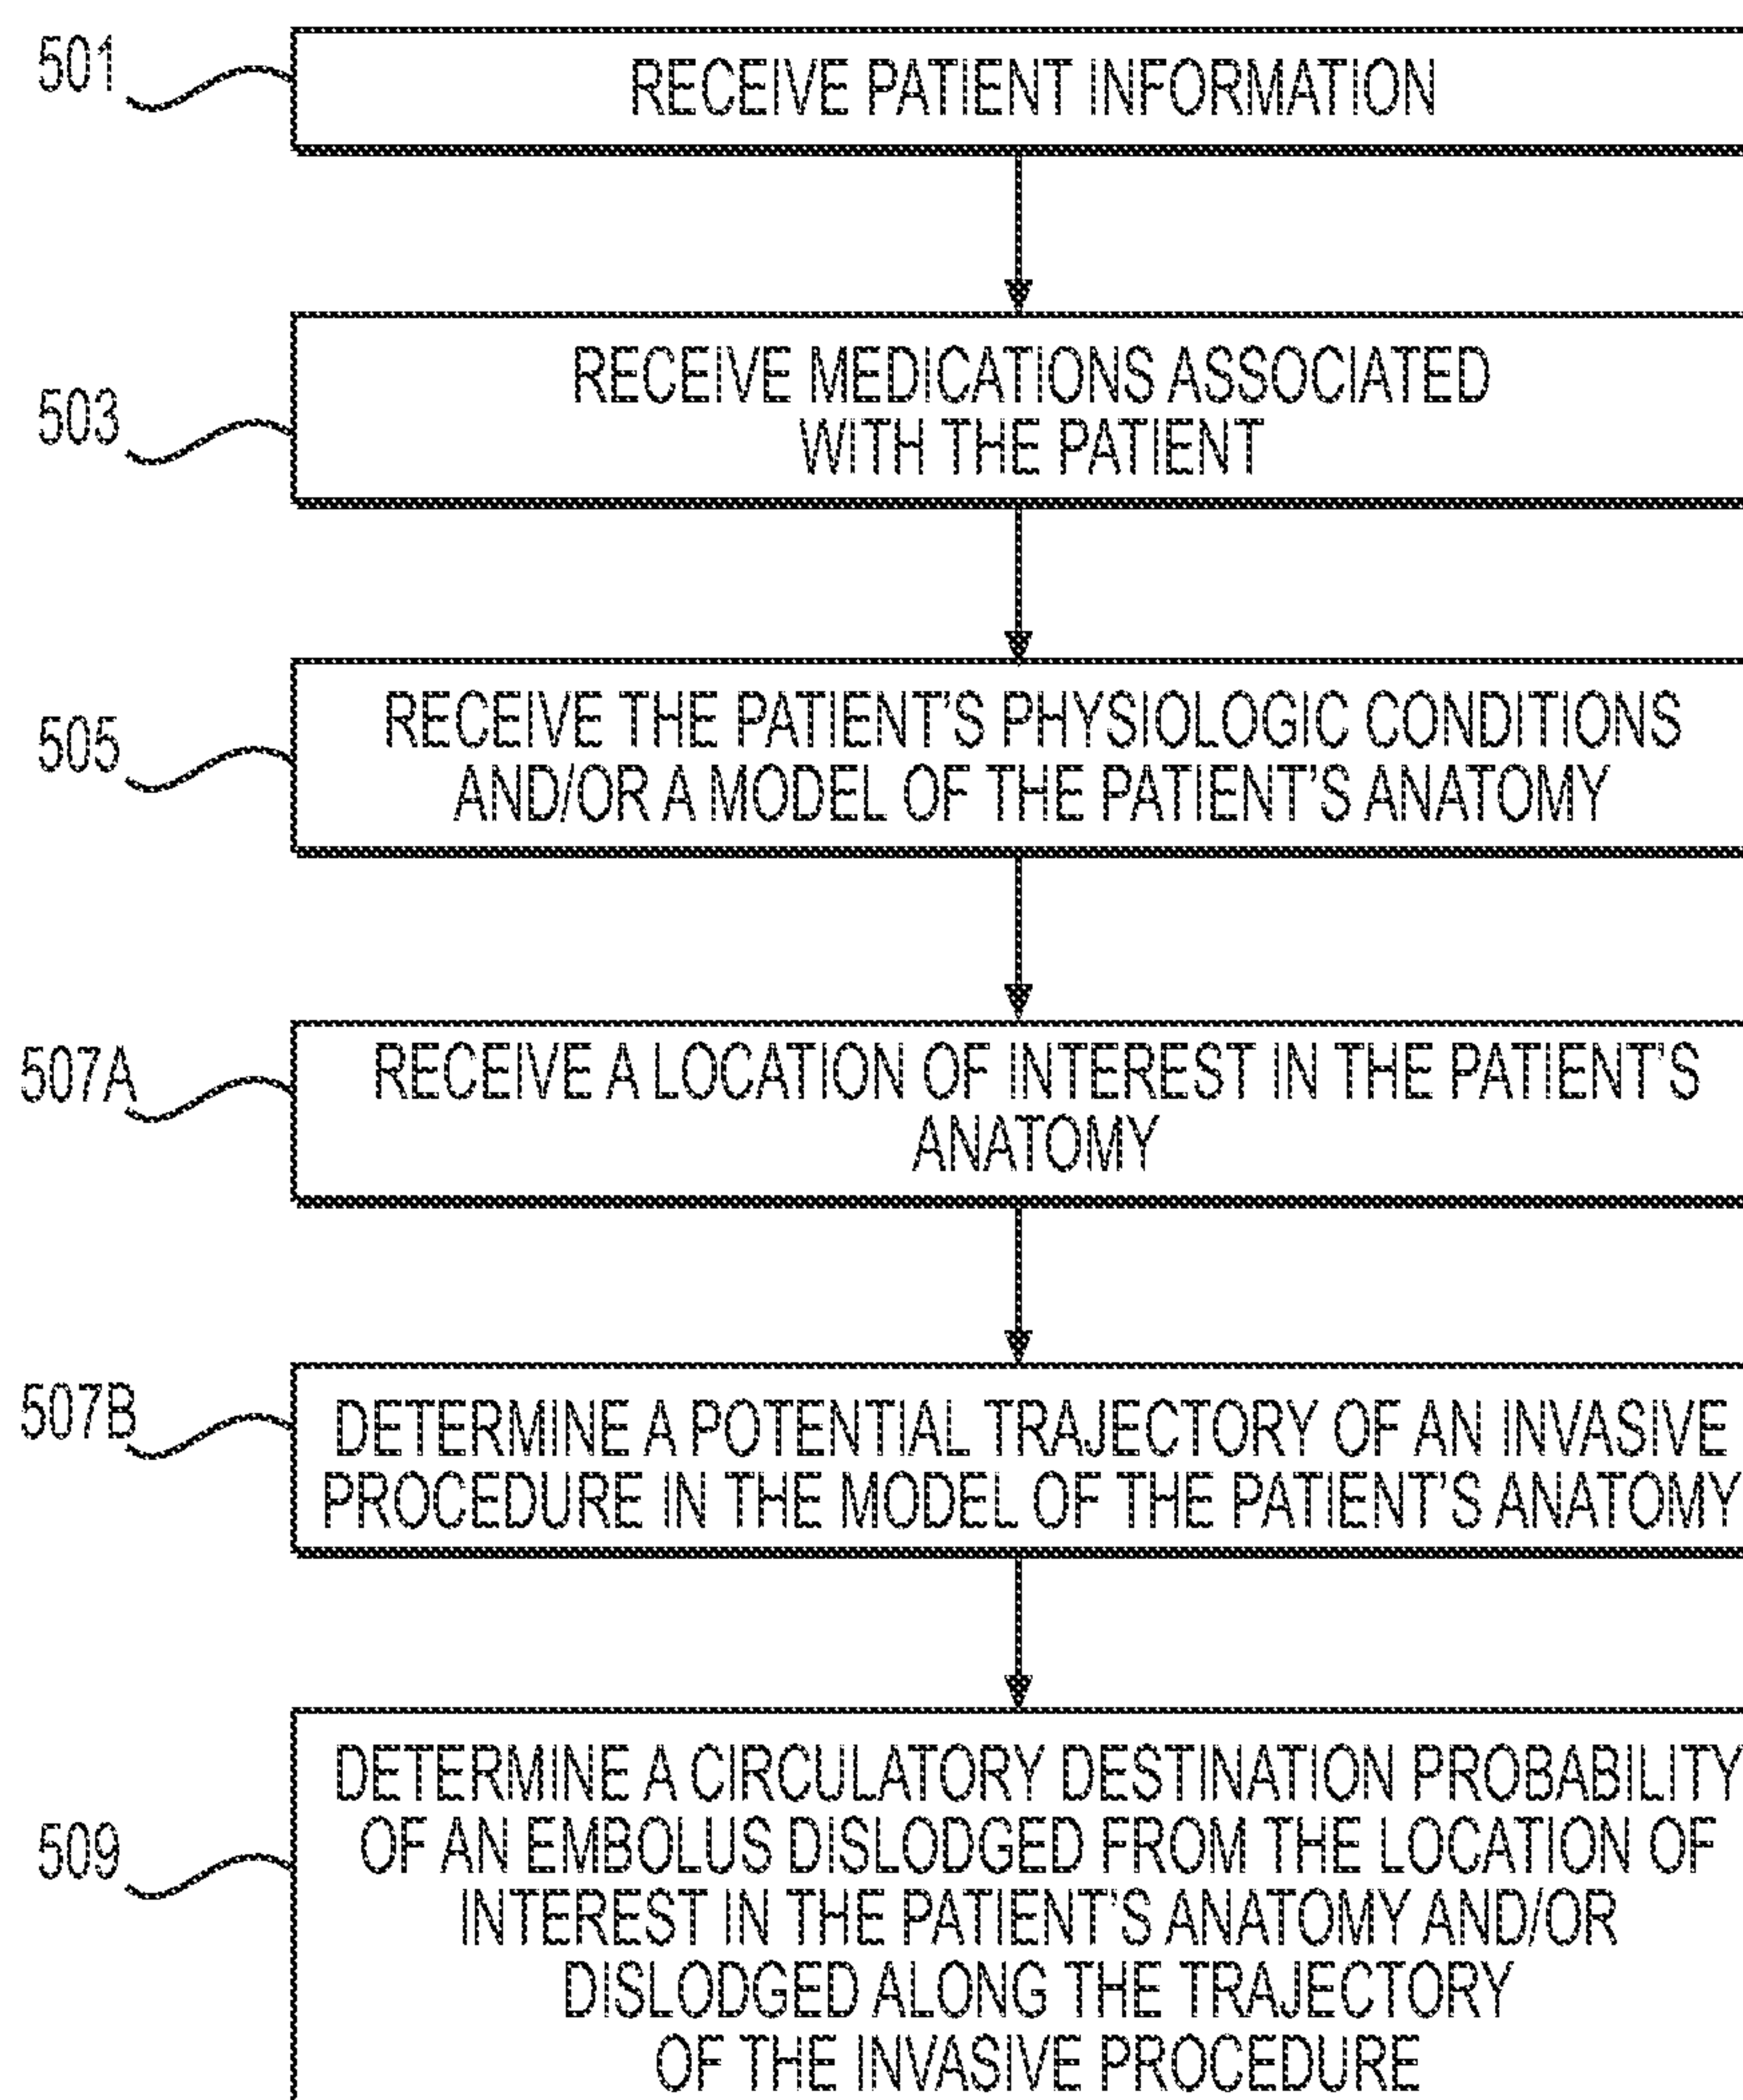 501
RECEIVE PATIENT INFORMATION
503
RECEIVE MEDICATIONS ASSOCIATED
WITH THE PATIENT
505
RECEIVE THE PATIENT'S PHYSIOLOGIC CONDITIONS
AND/OR A MODEL OF THE PATIENT'S ANATOMY
507A
RECEIVE A LOCATION OF INTEREST IN THE PATIENT'S
ANATOMY
507B
DETERMINE A POTENTIAL TRAJECTORY OF AN INVASIVE
PROCEDURE IN THE MODEL OF THE PATIENT'S ANATOMY
509
DETERMINE A CIRCULATORY DESTINATION PROBABILITY
OF AN EMBOLUS DISLODGED FROM THE LOCATION OF
INTEREST IN THE PATIENT'S ANATOMY AND/OR
DISLODGED ALONG THE TRAJECTORY
OF THE INVASIVE PROCEDURE